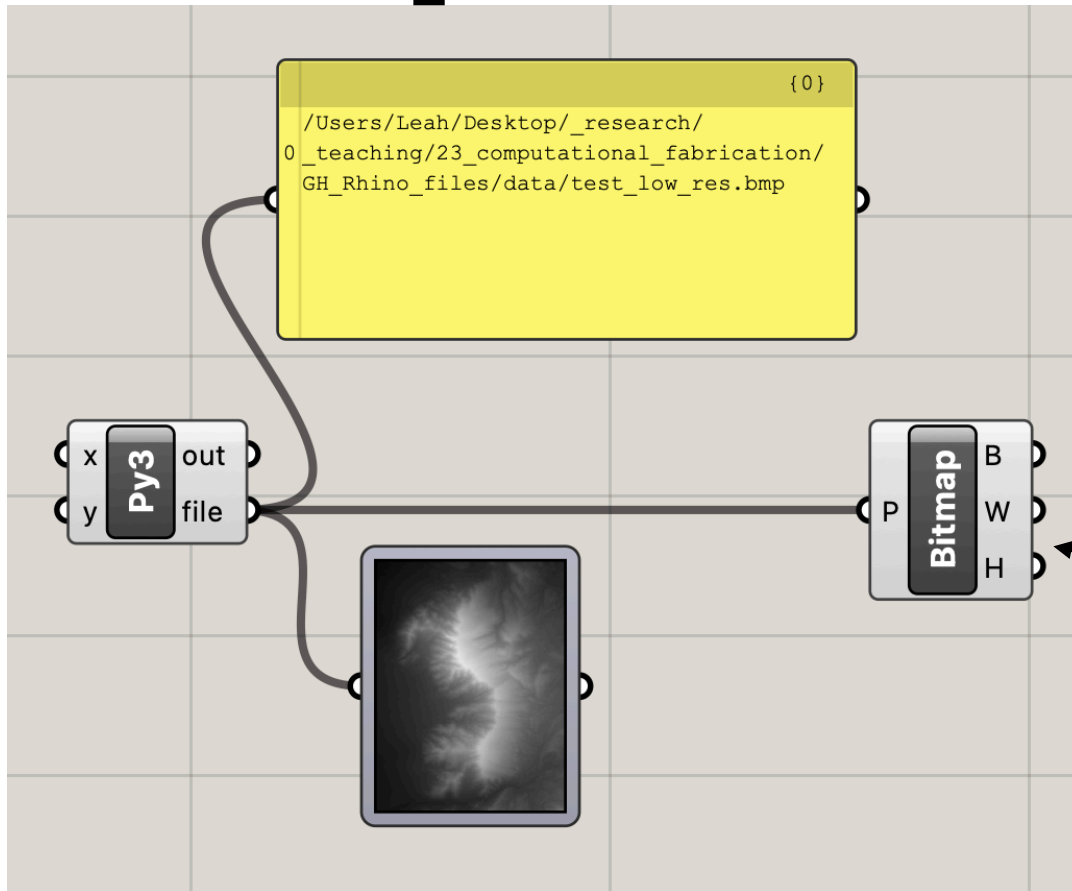 {0}
/Users/Leah/Desktop/_research/
0 _teaching/23_computational_fabrication/
GH_Rhino_files/data/test_low_res.bmp
x Py3 out
y file
P Bitmap B
W
H